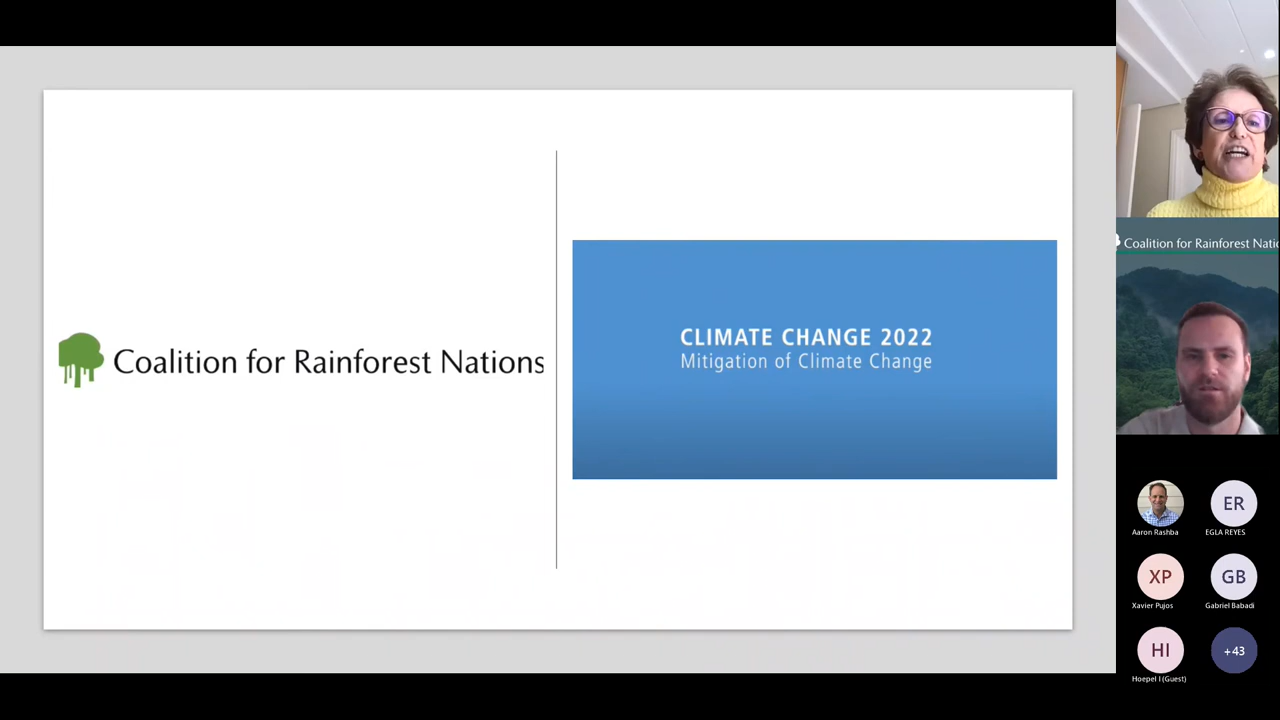 Coalition for Rainforest Nations
CLIMATE CHANGE 2022
Mitigation of Climate Change
Coalition for Rainforest Natio
Aaron Rashba
ER
EGLA REYES
XP
Xavier Pujos
GB
Gabriel Babadi
HI
Hoepel I (Guest)
+43